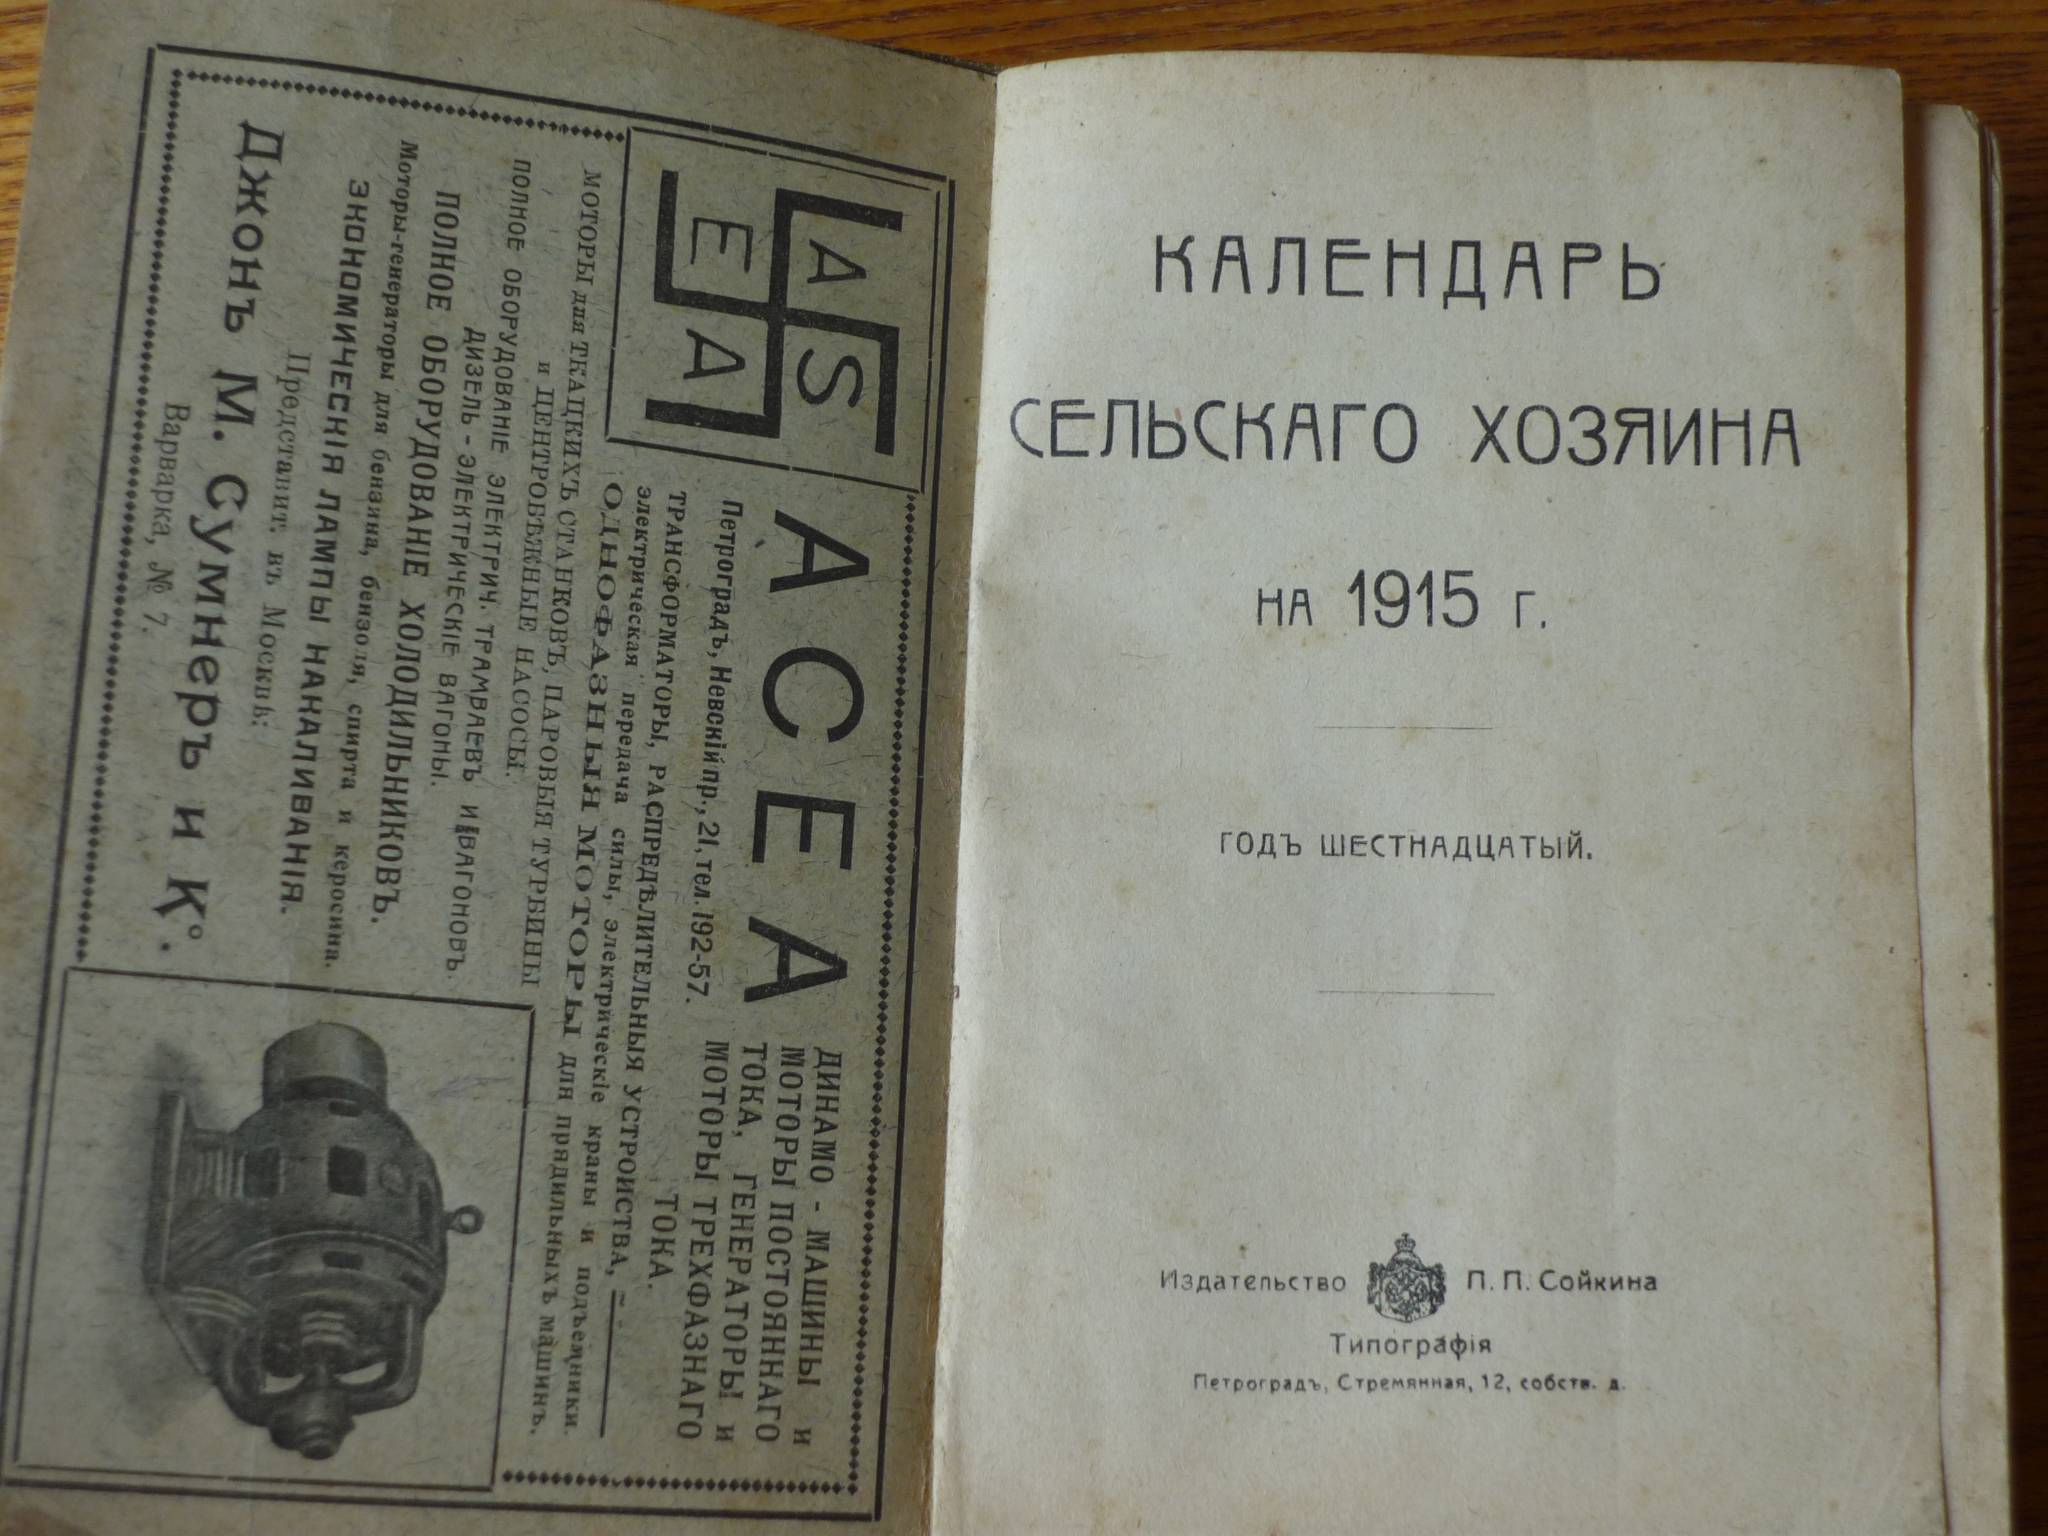 AS
EA
АСЕА
Петроградъ, Невскій пр., 21, тел. 192-57.
ДИНАМО - МАШИНЫ и
МОТОРЫ ПОСТОЯННАГО
ТОКА, ГЕНЕРАТОРЫ и
МОТОРЫ ТРЕХФАЗНАГО
ТОКА.
ТРАНСФОРМАТОРЫ, РАСПРЕДѢЛИТЕЛЬНЫЯ УСТРОИСТВА,
электрическая передача силы, электрическіе краны и подъемники.
ОДНОФАЗНЫЯ МОТОРЫ для прядильныхъ машинъ.
МОТОРЫ для ТКАЦКИХЪ СТАНКОВЪ, ПАРОВЫЯ ТУРБИНЫ
и ЦЕНТРОБѢЖНЫЕ НАСОСЫ.
ПОЛНОЕ ОБОРУДОВАНІЕ ЭЛЕКТРИЧ. ТРАМВАЕВЪ И ВАГОНОВЪ.
ДИЗЕЛЬ - ЭЛЕКТРИЧЕСКІЕ ВАГОНЫ.
ПОЛНОЕ ОБОРУДОВАНІЕ ХОЛОДИЛЬНИКОВЪ.
Моторы-генераторы для бензина, бензоля, спирта и керосина.
ЭКОНОМИЧЕСКІЯ ЛАМПЫ НАКАЛИВАНІЯ.
Представит. въ Москвѣ:
Джонъ М. Сумнеръ и Ко.
Варварка, № 7.
КАЛЕНДАРЬ
СЕЛЬСКАГО ХОЗЯИНА
НА 1915 Г.
ГОДЪ ШЕСТНАДЦАТЫЙ.
Издательство П. П. Сойкина
Типографія
Петроградъ, Стремянная, 12, собств. д.